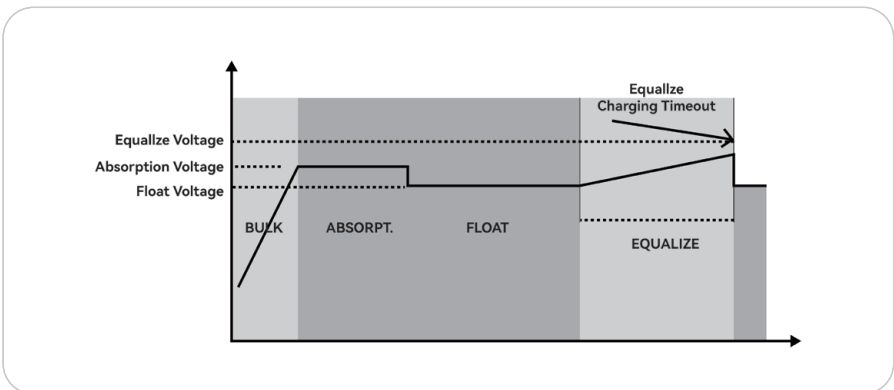 Equallze
Charging Timeout
Equallze Voltage
Absorption Voltage
Float Voltage
BULK
ABSORPT.
FLOAT
EQUALIZE